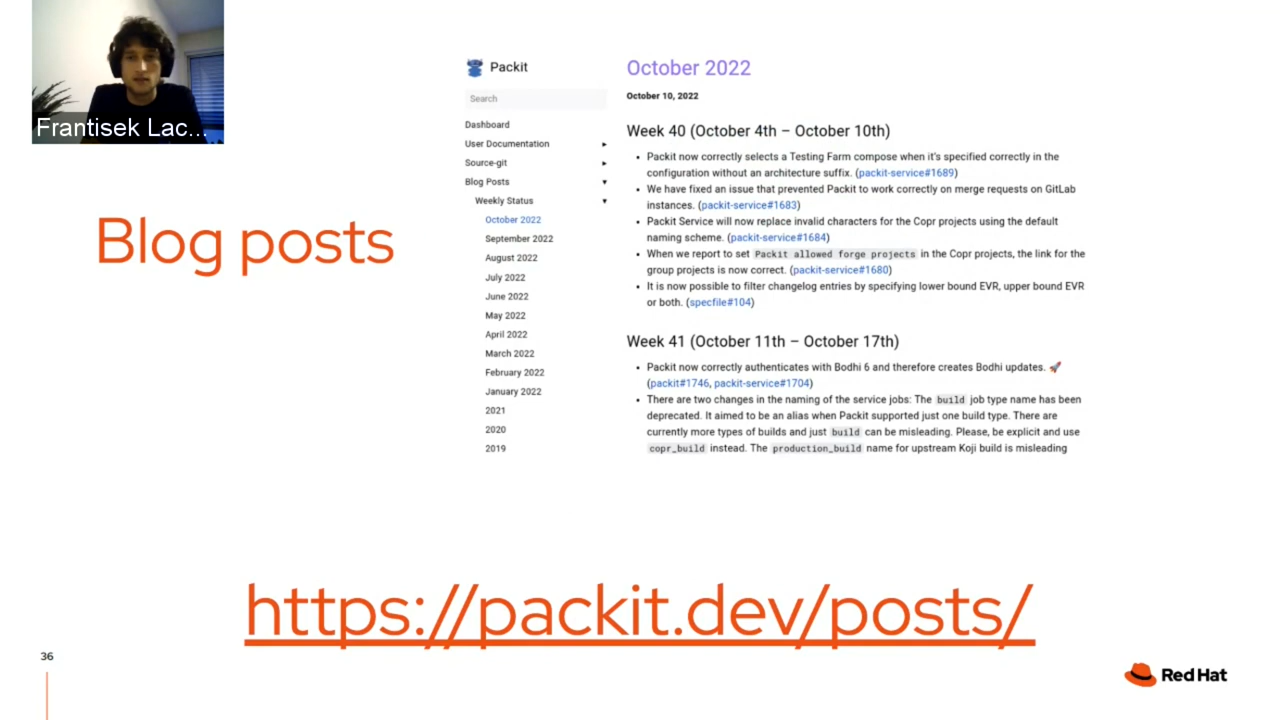 Frantisek Lac...
Blog posts
Packit
Search
Dashboard
User Documentation
Source-git
Blog Posts
Weekly Status
October 2022
September 2022
August 2022
July 2022
June 2022
May 2022
April 2022
March 2022
February 2022
January 2022
2021
2020
2019
October 2022
October 10, 2022
Week 40 (October 4th – October 10th)
• Packit now correctly selects a Testing Farm compose when it's specified correctly in the
configuration without an architecture suffix. (packit-service#1689)
• We have fixed an issue that prevented Packit to work correctly on merge requests on GitLab
instances. (packit-service#1683)
• Packit Service will now replace invalid characters for the Copr projects using the default
naming scheme. (packit-service#1684)
• When we report to set Packit allowed forge projects in the Copr projects, the link for the
group projects is now correct. (packit-service#1680)
• It is now possible to filter changelog entries by specifying lower bound EVR, upper bound EVR
or both. (specfile#104)
Week 41 (October 11th – October 17th)
• Packit now correctly authenticates with Bodhi 6 and therefore creates Bodhi updates. 🚀
(packit#1746, packit-service#1704)
• There are two changes in the naming of the service jobs: The build job type name has been
deprecated. It aimed to be an alias when Packit supported just one build type. There are
currently more types of builds and just build can be misleading. Please, be explicit and use
copr_build instead. The production_build name for upstream Koji build is misleading
https://packit.dev/posts/
36
Red Hat